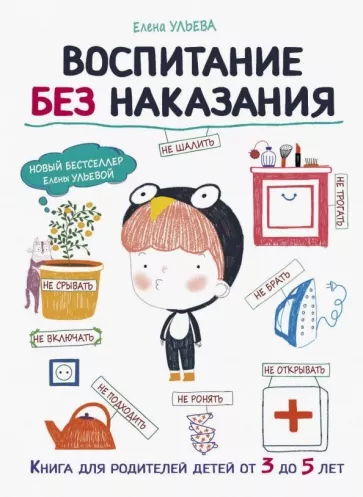 Елена Ульева
ВОСПИТАНИЕ
БЕЗ НАКАЗАНИЯ
НЕ ШАЛИТЬ
НОВЫЙ БЕСТСЕЛЛЕР
ЕЛЕНЫ УЛЬЕВОЙ
НЕ ТРОГАТЬ
НЕ СРЫВАТЬ
НЕ БРАТЬ
НЕ ВКЛЮЧАТЬ
НЕ ОТКРЫВАТЬ
НЕ ПОДХОДИТЬ
НЕ РОНЯТЬ
Книга для родителей детей от 3 до 5 лет